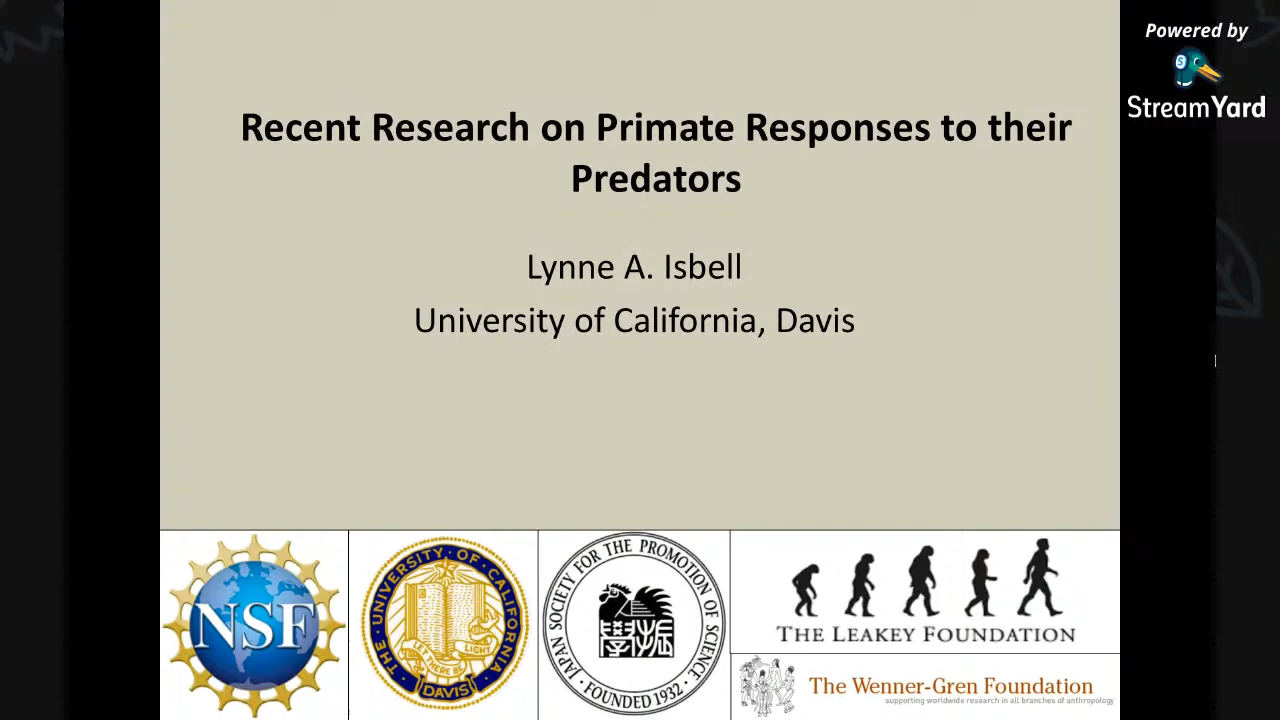 Powered by
StreamYard
Recent Research on Primate Responses to their
Predators
Lynne A. Isbell
University of California, Davis
NSF
THE UNIVERSITY OF CALIFORNIA
LET THERE BE LIGHT
DAVIS
JAPAN SOCIETY FOR THE PROMOTION OF SCIENCE
學振
· FOUNDED 1932 ·
THE LEAKEY FOUNDATION
The Wenner-Gren Foundation
supporting worldwide research in all branches of anthropology